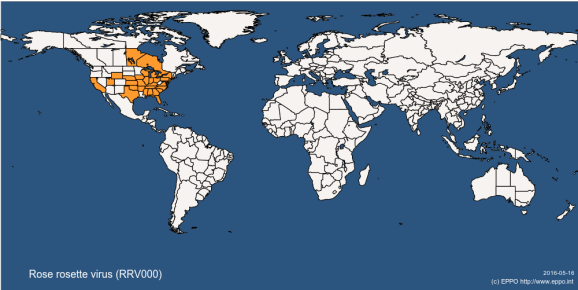 Rose rosette virus (RRV000)
2016-05-16
(c) EPPO http://www.eppo.int